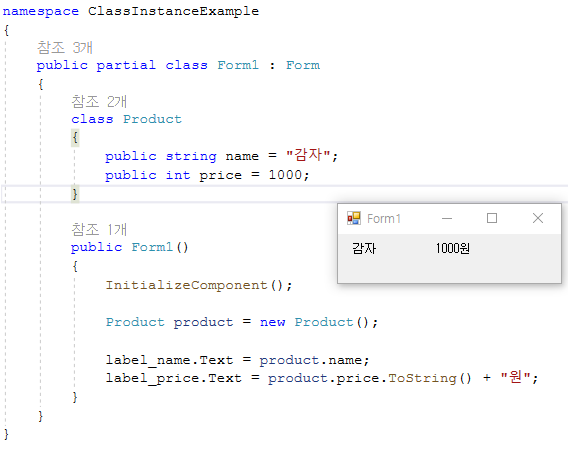 namespace ClassInstanceExample
{
참조 3개
public partial class Form1 : Form
{
참조 2개
class Product
{
public string name = "감자";
public int price = 1000;
}
참조 1개
public Form1()
{
InitializeComponent();
Product product = new Product();
label_name.Text = product.name;
label_price.Text = product.price.ToString() + "원";
}
}
}
Form1
감자 1000원